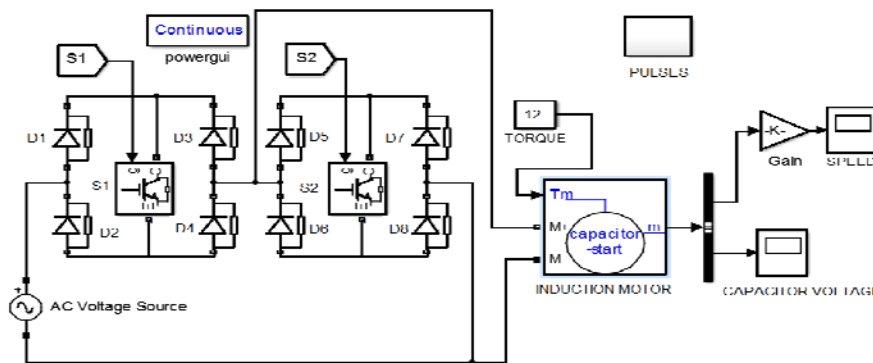 Continuous
powergui
S1
S2
PULSES
12
TORQUE
-K-
Gain
SPEED
D1
D3
D5
D7
g
C
g
C
S1
E
S2
E
D2
D4
D6
D8
Tm
M+
M
capacitor
-start
m
INDUCTION MOTOR
CAPACITOR VOLTAGE
+
AC Voltage Source